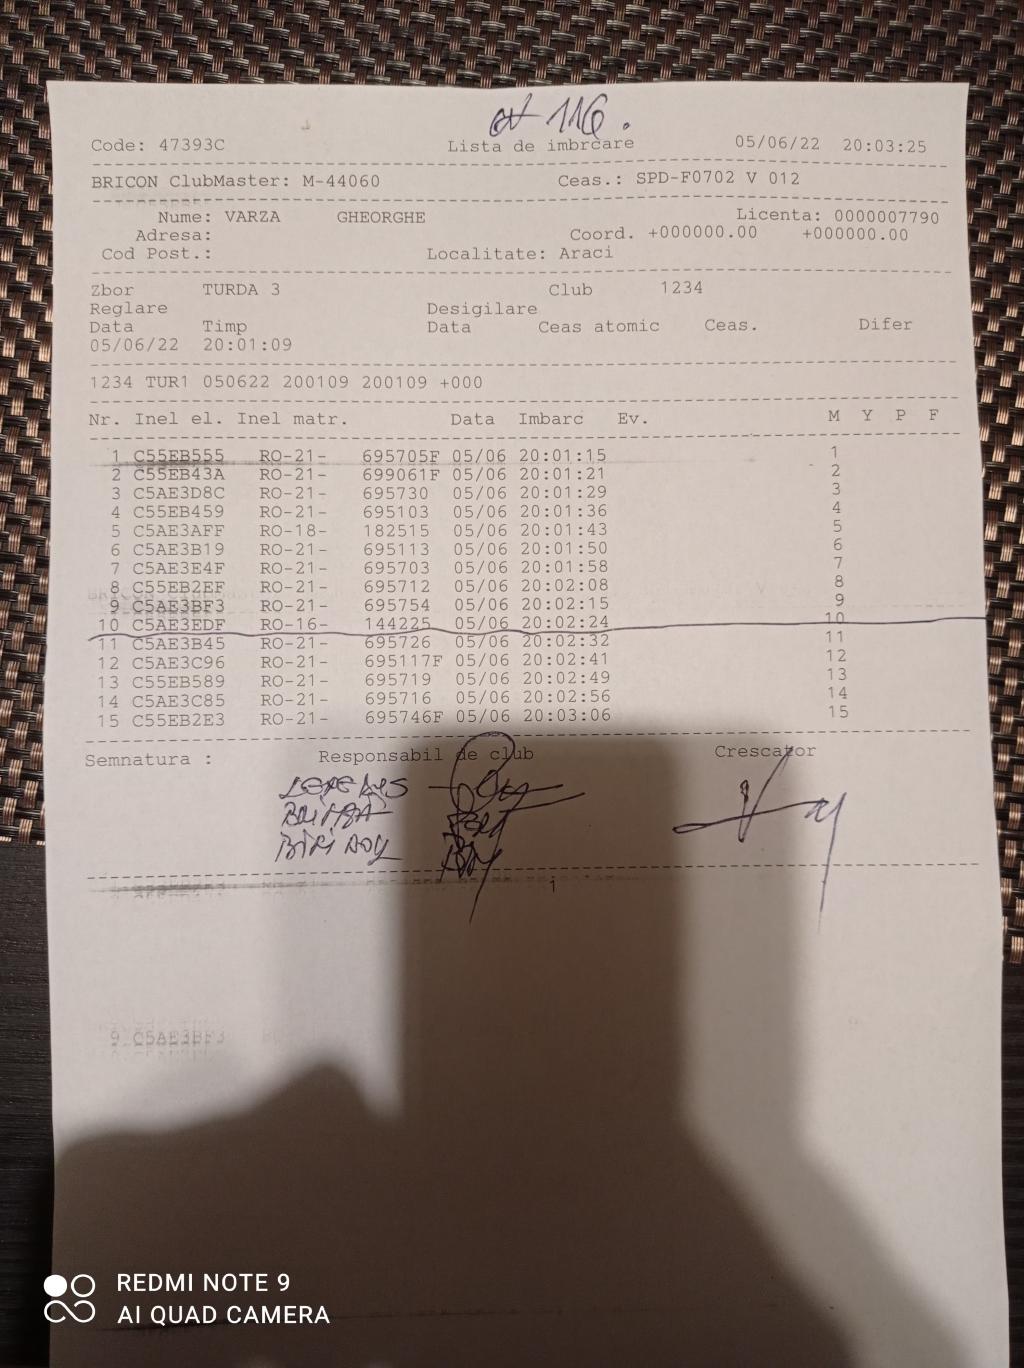 116.
Code: 47393C Lista de imbrcare 05/06/22 20:03:25
BRICON ClubMaster: M-44060 Ceas.: SPD-F0702 V 012
Nume: VARZA GHEORGHE Licenta: 0000007790
Adresa: Coord. +000000.00 +000000.00
Cod Post.: Localitate: Araci
Zbor TURDA 3 Club 1234
Reglare Desigilare
Data Timp Data Ceas atomic Ceas. Difer
05/06/22 20:01:09
1234 TUR1 050622 200109 200109 +000
Nr. Inel el. Inel matr. Data Imbarc Ev. M Y P F
1 C55EB555 RO-21- 695705F 05/06 20:01:15 1
2 C55EB43A RO-21- 699061F 05/06 20:01:21 2
3 C5AE3D8C RO-21- 695730 05/06 20:01:29 3
4 C55EB459 RO-21- 695103 05/06 20:01:36 4
5 C5AE3AFF RO-18- 182515 05/06 20:01:43 5
6 C5AE3B19 RO-21- 695113 05/06 20:01:50 6
7 C5AE3E4F RO-21- 695703 05/06 20:01:58 7
8 C55EB2EF RO-21- 695712 05/06 20:02:08 8
9 C5AE3BF3 RO-21- 695754 05/06 20:02:15 9
10 C5AE3EDF RO-16- 144225 05/06 20:02:24 10
11 C5AE3B45 RO-21- 695726 05/06 20:02:32 11
12 C5AE3C96 RO-21- 695117F 05/06 20:02:41 12
13 C55EB589 RO-21- 695719 05/06 20:02:49 13
14 C5AE3C85 RO-21- 695716 05/06 20:02:56 14
15 C55EB2E3 RO-21- 695746F 05/06 20:03:06 15
Semnatura : Responsabil de club Crescator
1
9 C5AE3BF3
REDMI NOTE 9
AI QUAD CAMERA